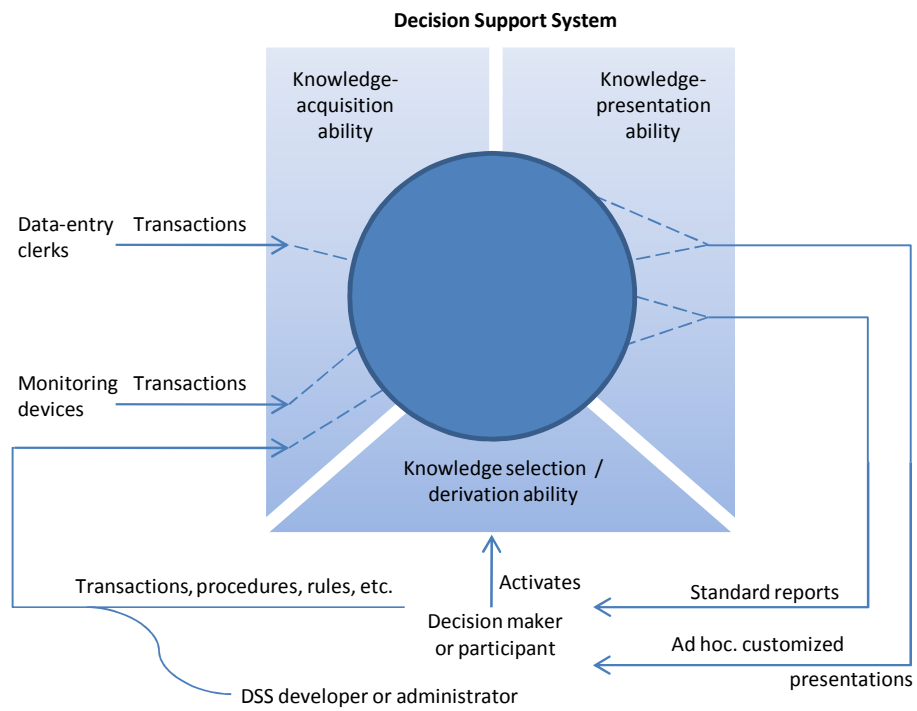 Decision Support System
Knowledge-
acquisition
ability
Knowledge-
presentation
ability
Data-entry
clerks
Transactions
Monitoring
devices
Transactions
Knowledge selection /
derivation ability
Activates
Transactions, procedures, rules, etc.
Decision maker
or participant
Standard reports
Ad hoc. customized
presentations
DSS developer or administrator